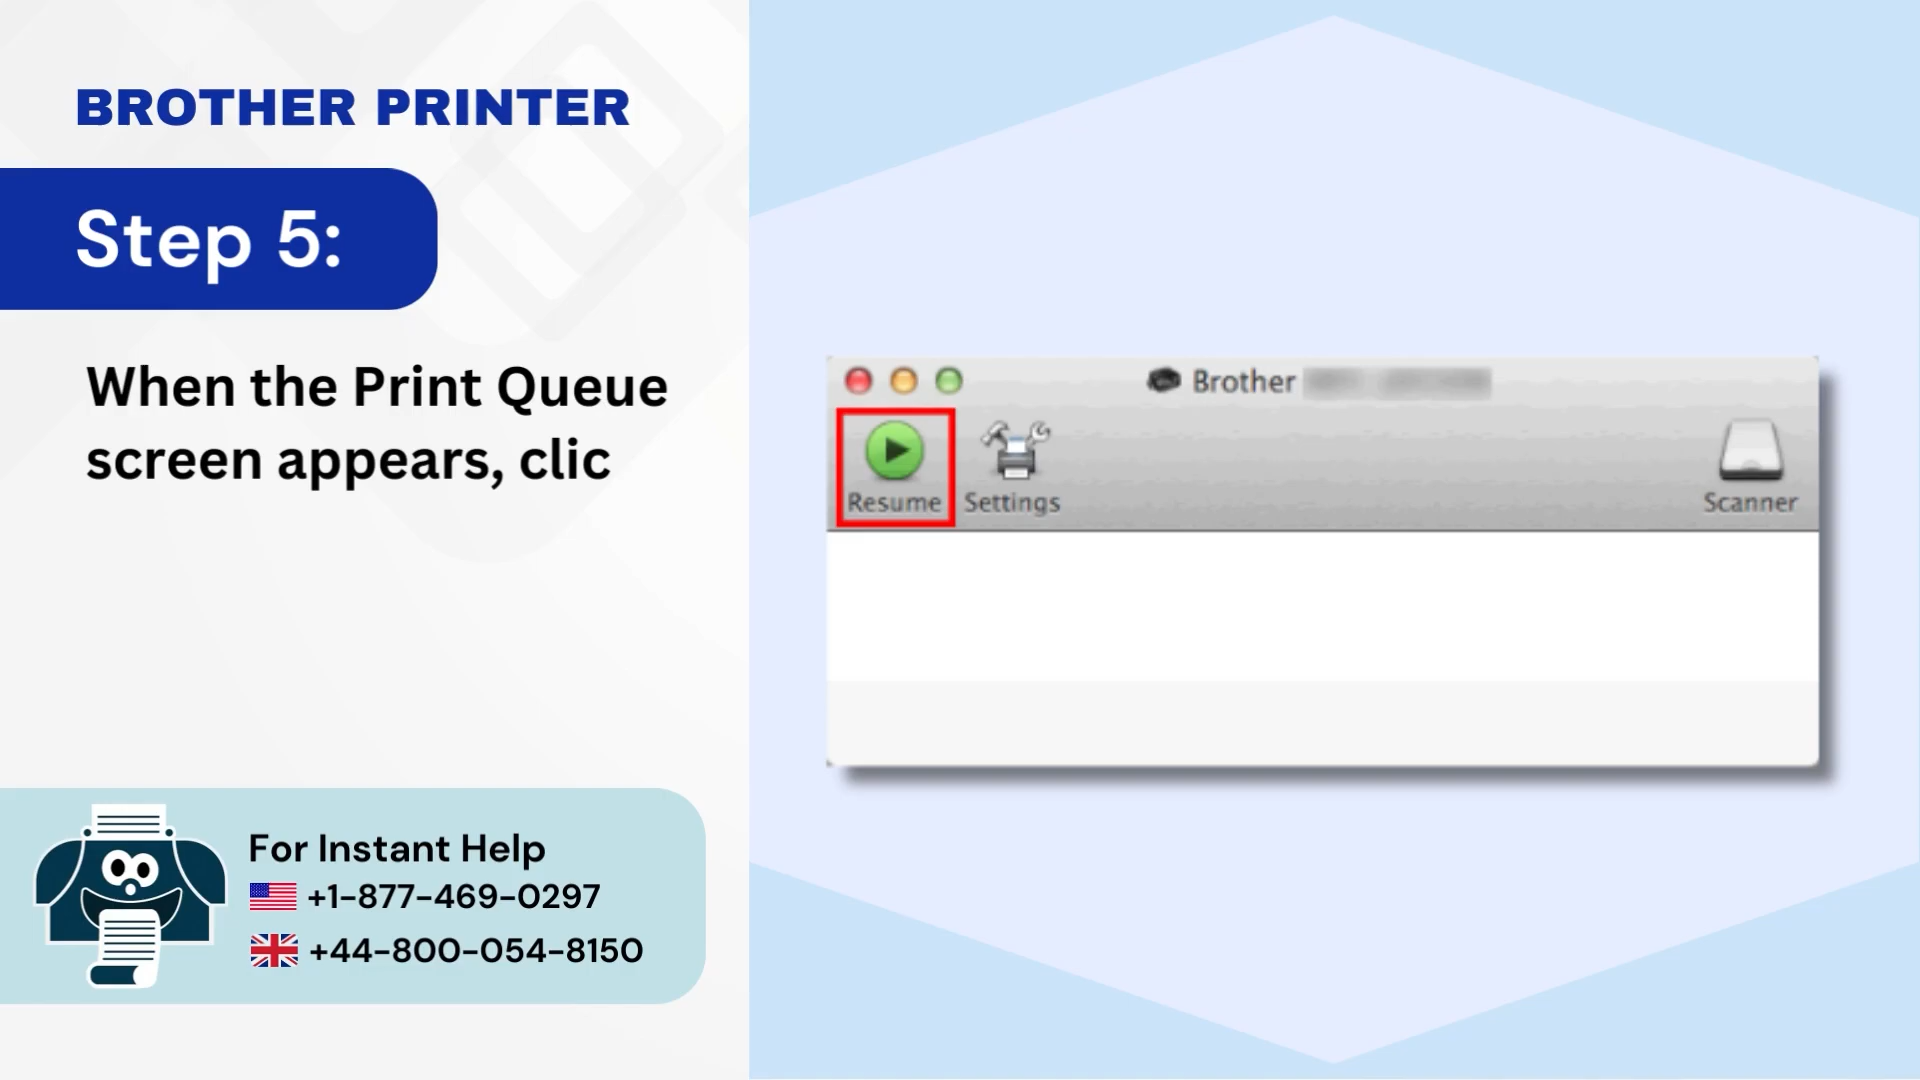 BROTHER PRINTER
Step 5:
When the Print Queue
screen appears, clic
Brother
Resume
Settings
Scanner
For Instant Help
+1-877-469-0297
+44-800-054-8150